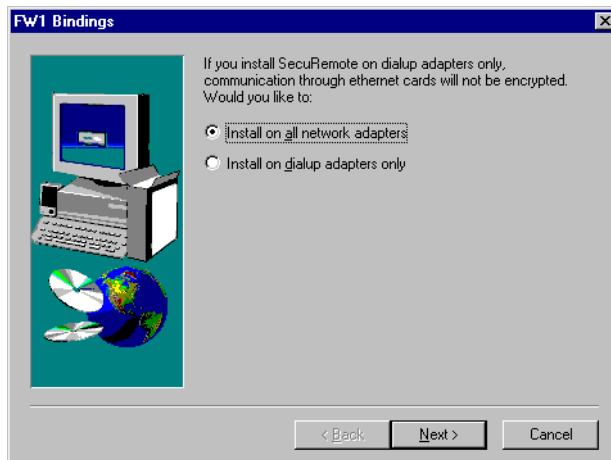 FW1 Bindings
If you install SecuRemote on dialup adapters only,
communication through ethernet cards will not be encrypted.
Would you like to:
Install on all network adapters
Install on dialup adapters only
< Back
Next >
Cancel